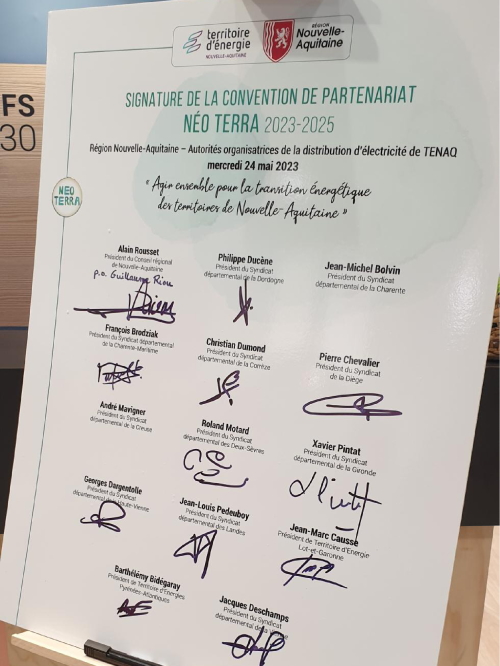 territoire
d'énergie
NOUVELLE-AQUITAINE
RÉGION
Nouvelle-
Aquitaine
FS
30
SIGNATURE DE LA CONVENTION DE PARTENARIAT
NÉO TERRA 2023-2025
Région Nouvelle-Aquitaine – Autorités organisatrices de la distribution d'électricité de TENAQ
mercredi 24 mai 2023
« Agir ensemble pour la transition énergétique
des territoires de Nouvelle-Aquitaine »
NEO
TERRA
Alain Rousset
Président du Conseil régional
de Nouvelle-Aquitaine
p.o. Guillaume Riou
Philippe Ducène
Président du Syndicat
départemental de la Dordogne
Jean-Michel Bolvin
Président du Syndicat
départemental de la Charente
François Brodziak
Président du Syndicat départemental
de la Charente-Maritime
Christian Dumond
Président du Syndicat
départemental de la Corrèze
Pierre Chevalier
Président du Syndicat
de la Diège
André Mavigner
Président du Syndicat
départemental de la Creuse
Roland Motard
Président du Syndicat
départemental des Deux-Sèvres
Xavier Pintat
Président du Syndicat
départemental de la Gironde
Georges Dargentolle
Président du Syndicat
départemental de Haute-Vienne
Jean-Louis Pedeuboy
Président du Syndicat
départemental des Landes
Jean-Marc Causse
Président de Territoire d'Energie
Lot-et-Garonne
Barthélémy Bidégaray
Président de Territoire d'Energies
Pyrénées-Atlantiques
Jacques Deschamps
Président du Syndicat
départemental de la